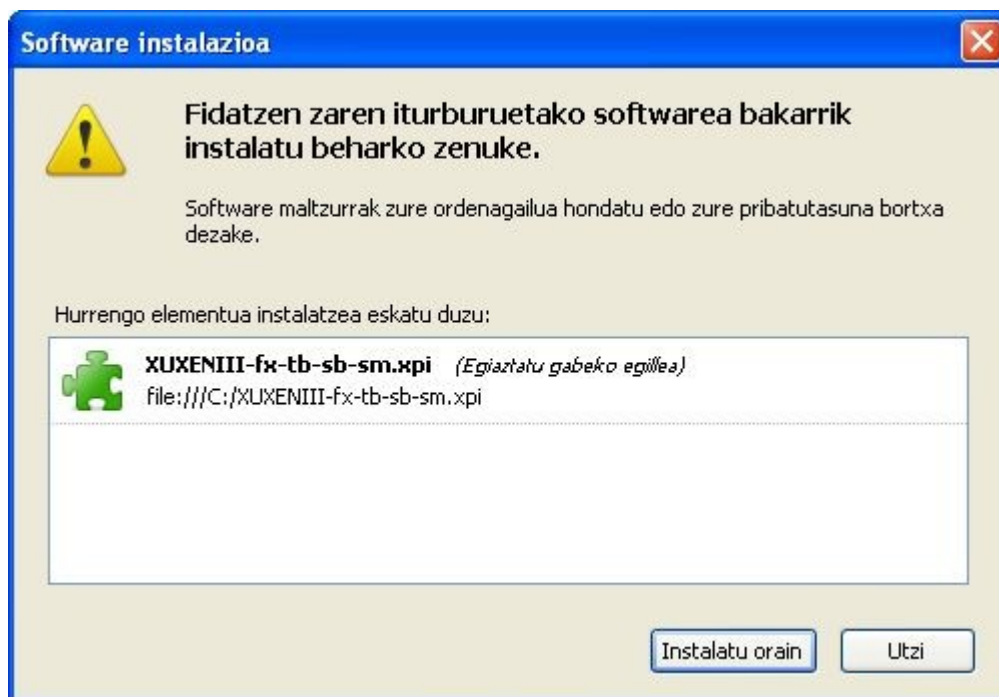 Software instalazioa
Fidatzen zaren iturburuetako softwarea bakarrik
instalatu beharko zenuke.
Software maltzurrak zure ordenagailua hondatu edo zure pribatutasuna bortxa
dezake.
Hurrengo elementua instalatzea eskatu duzu:
XUXENIII-fx-tb-sb-sm.xpi (Egiaztatu gabeko egillea)
file:///C:/XUXENIII-fx-tb-sb-sm.xpi
Instalatu orain Utzi